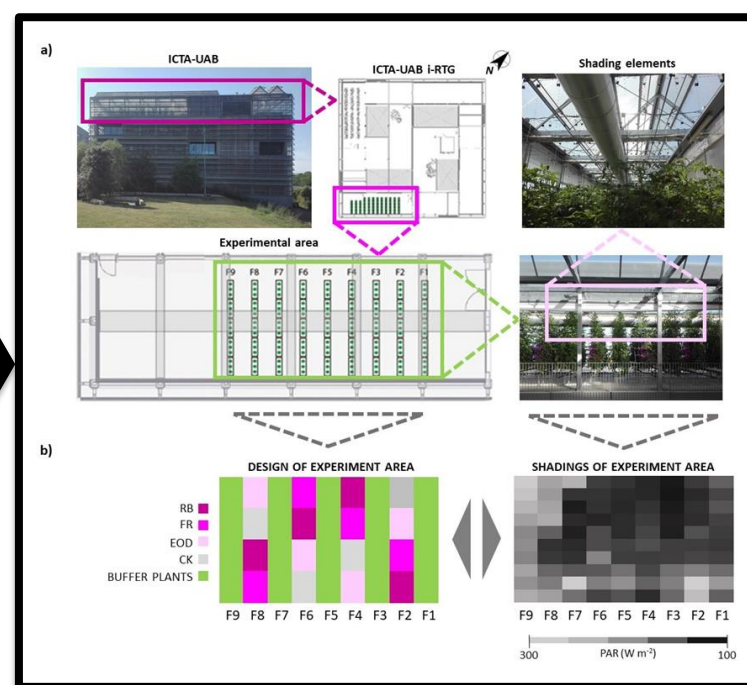 a)
ICTA-UAB
ICTA-UAB i-RTG
N
Shading elements
Experimental area
F9 F8 F7 F6 F5 F4 F3 F2 F1
b)
DESIGN OF EXPERIMENT AREA
SHADINGS OF EXPERIMENT AREA
RB
FR
EOD
CK
BUFFER PLANTS
F9 F8 F7 F6 F5 F4 F3 F2 F1
F9 F8 F7 F6 F5 F4 F3 F2 F1
300 PAR (W m⁻²) 100